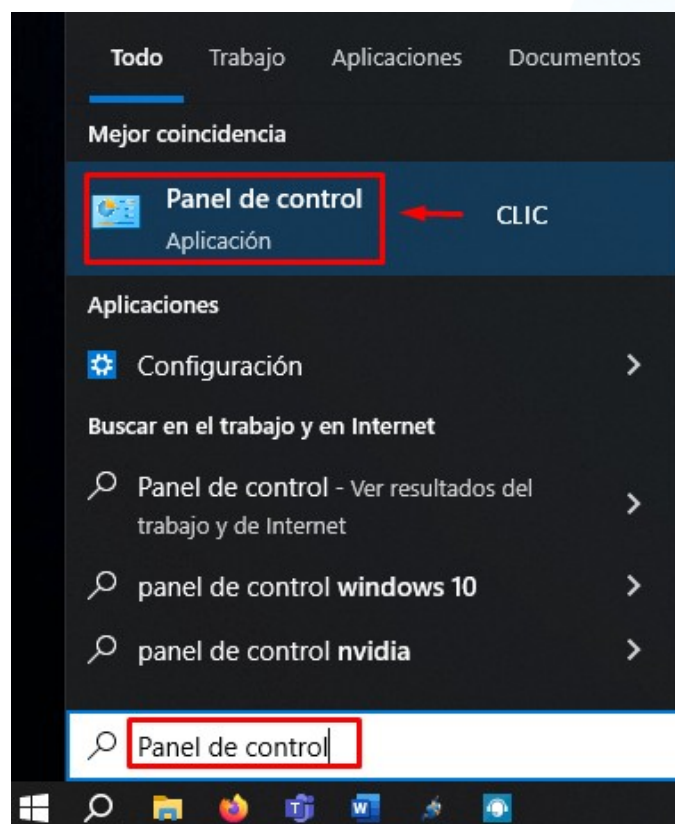 Todo Trabajo Aplicaciones Documentos
Mejor coincidencia
Panel de control
Aplicación
CLIC
Aplicaciones
Configuración
Buscar en el trabajo y en Internet
Panel de control - Ver resultados del
trabajo y de Internet
panel de control windows 10
panel de control nvidia
Panel de control